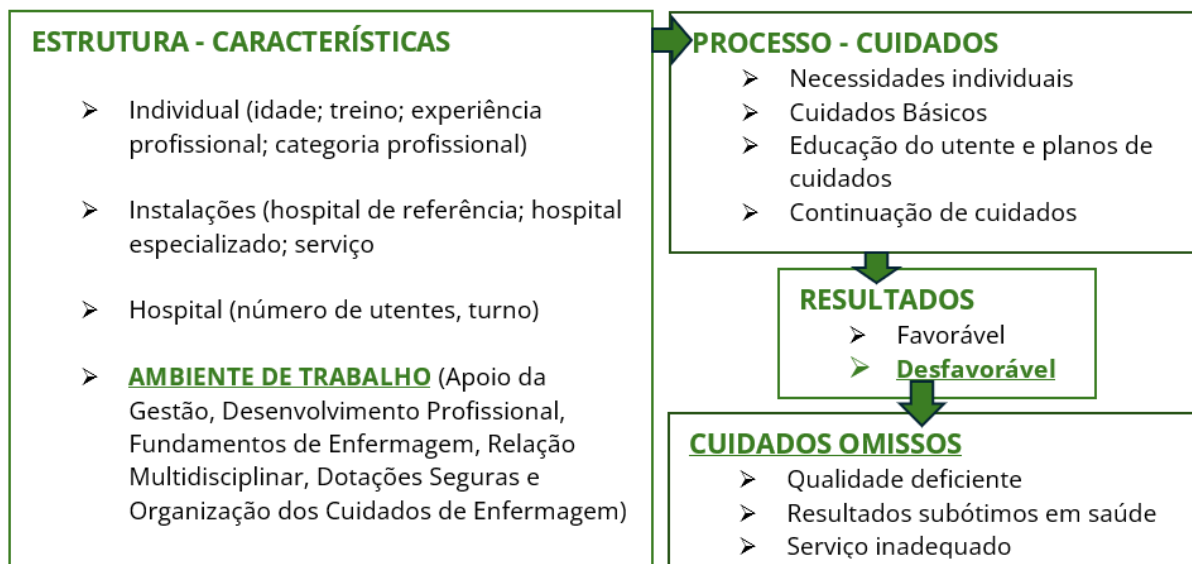 ESTRUTURA - CARACTERÍSTICAS
➤ Individual (idade; treino; experiência
profissional; categoria profissional)
➤ Instalações (hospital de referência; hospital
especializado; serviço
➤ Hospital (número de utentes, turno)
➤ AMBIENTE DE TRABALHO (Apoio da
Gestão, Desenvolvimento Profissional,
Fundamentos de Enfermagem, Relação
Multidisciplinar, Dotações Seguras e
Organização dos Cuidados de Enfermagem)
PROCESSO - CUIDADOS
➤ Necessidades individuais
➤ Cuidados Básicos
➤ Educação do utente e planos de
cuidados
➤ Continuação de cuidados
RESULTADOS
➤ Favorável
➤ Desfavorável
CUIDADOS OMISSOS
➤ Qualidade deficiente
➤ Resultados subótimos em saúde
➤ Serviço inadequado